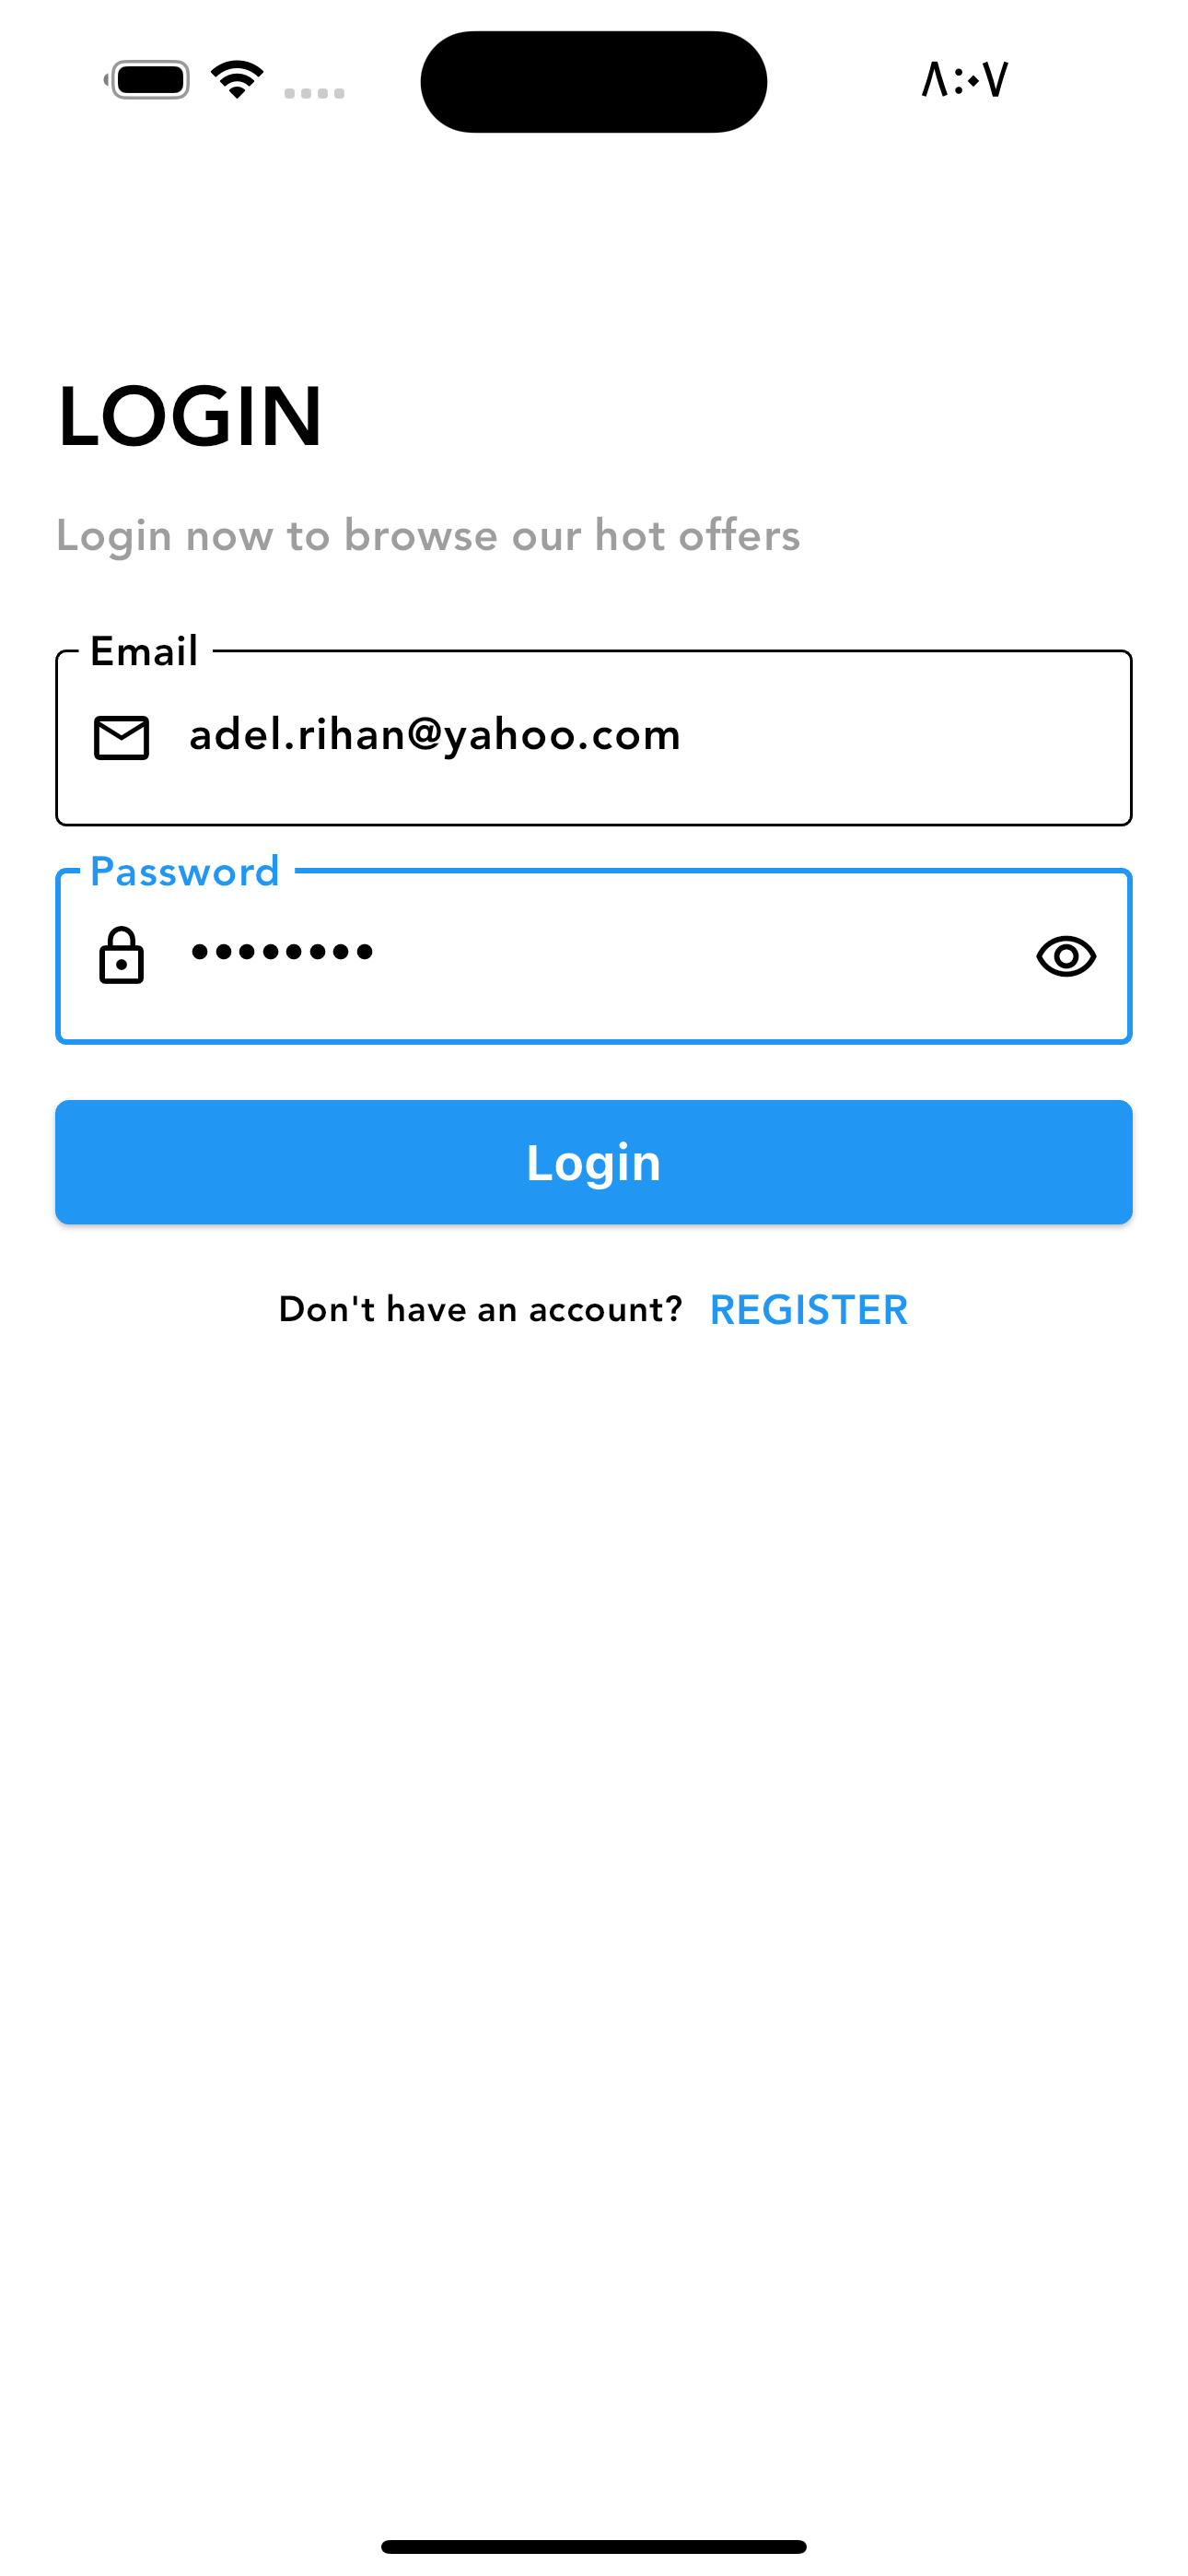 ٨:٠٧
LOGIN
Login now to browse our hot offers
Email
adel.rihan@yahoo.com
Password
••••••••
Login
Don't have an account? REGISTER